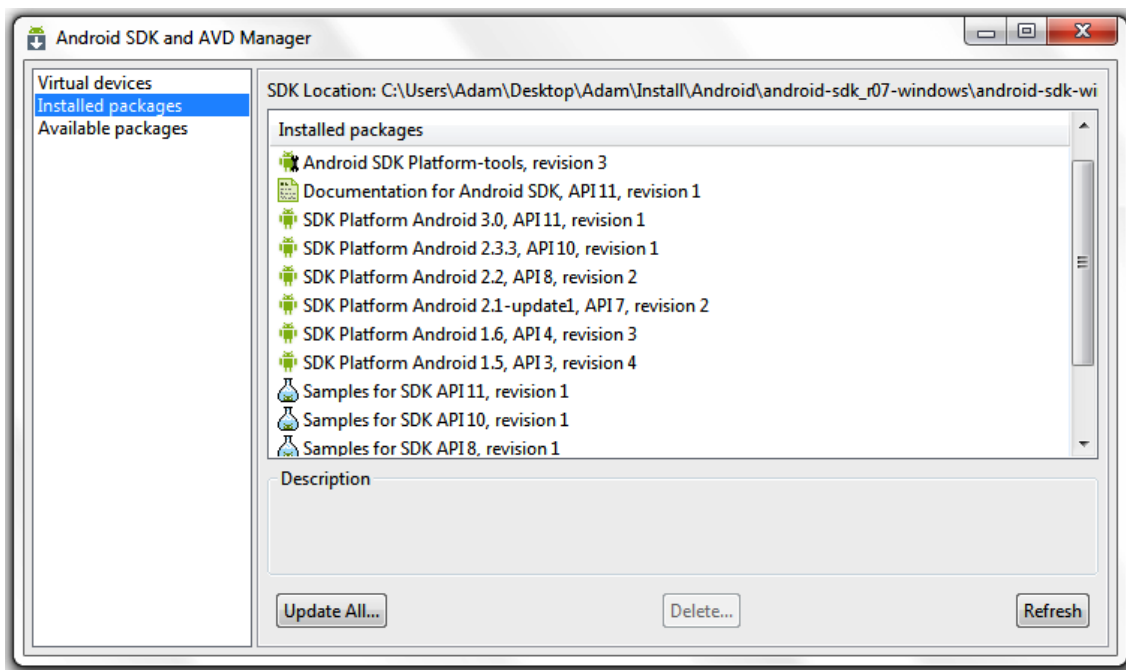 Android SDK and AVD Manager
Virtual devices
Installed packages
Available packages
SDK Location: C:\Users\Adam\Desktop\Adam\Install\Android\android-sdk_r07-windows\android-sdk-wi
Installed packages
Android SDK Platform-tools, revision 3
Documentation for Android SDK, API 11, revision 1
SDK Platform Android 3.0, API 11, revision 1
SDK Platform Android 2.3.3, API 10, revision 1
SDK Platform Android 2.2, API 8, revision 2
SDK Platform Android 2.1-update1, API 7, revision 2
SDK Platform Android 1.6, API 4, revision 3
SDK Platform Android 1.5, API 3, revision 4
Samples for SDK API 11, revision 1
Samples for SDK API 10, revision 1
Samples for SDK API 8, revision 1
Description
Update All...
Delete...
Refresh